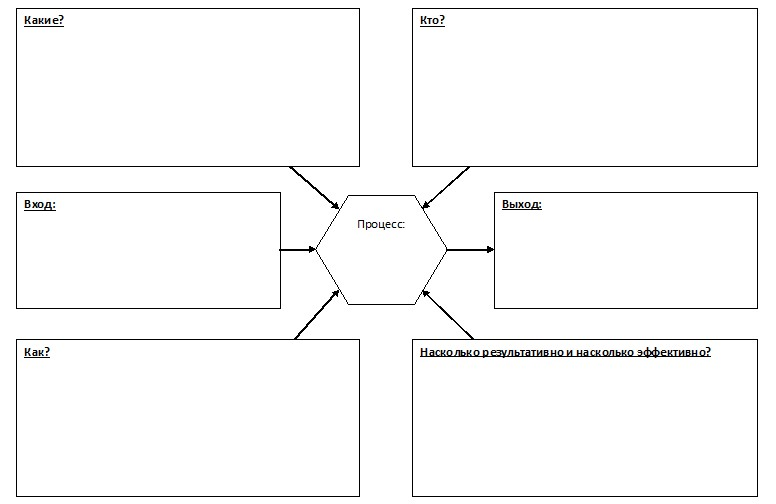 Какие?
Кто?
Вход:
Процесс:
Выход:
Как?
Насколько результативно и насколько эффективно?